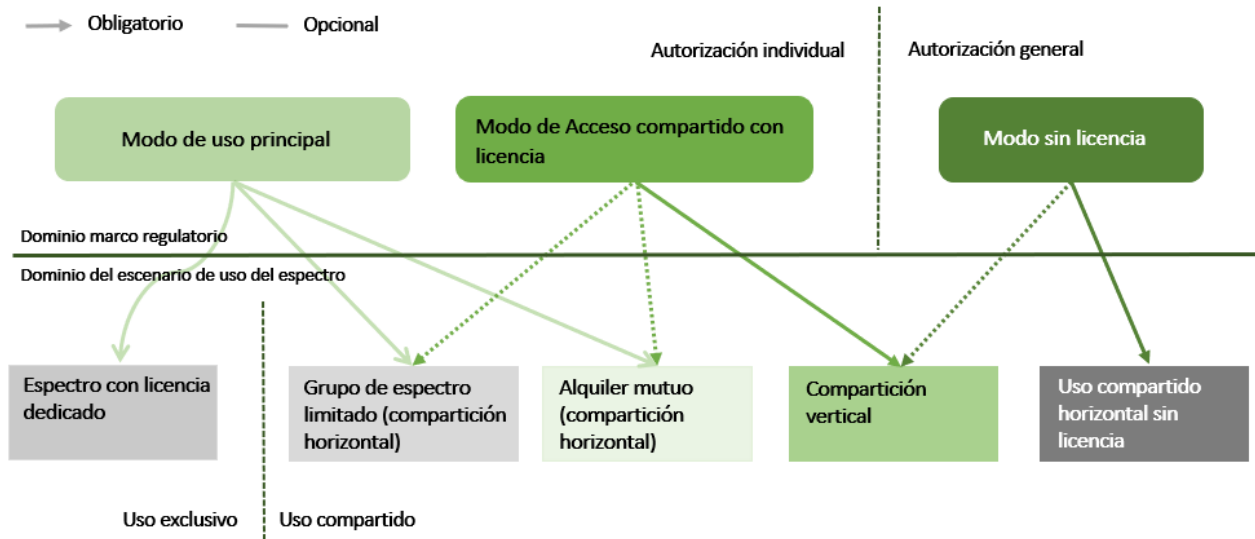 Obligatorio
Opcional
Autorización individual
Autorización general
Modo de uso principal
Modo de Acceso compartido con
licencia
Modo sin licencia
Dominio marco regulatorio
Dominio del escenario de uso del espectro
Espectro con licencia
dedicado
Grupo de espectro
limitado (compartición
horizontal)
Alquiler mutuo
(compartición
horizontal)
Compartición
vertical
Uso compartido
horizontal sin
licencia
Uso exclusivo
Uso compartido